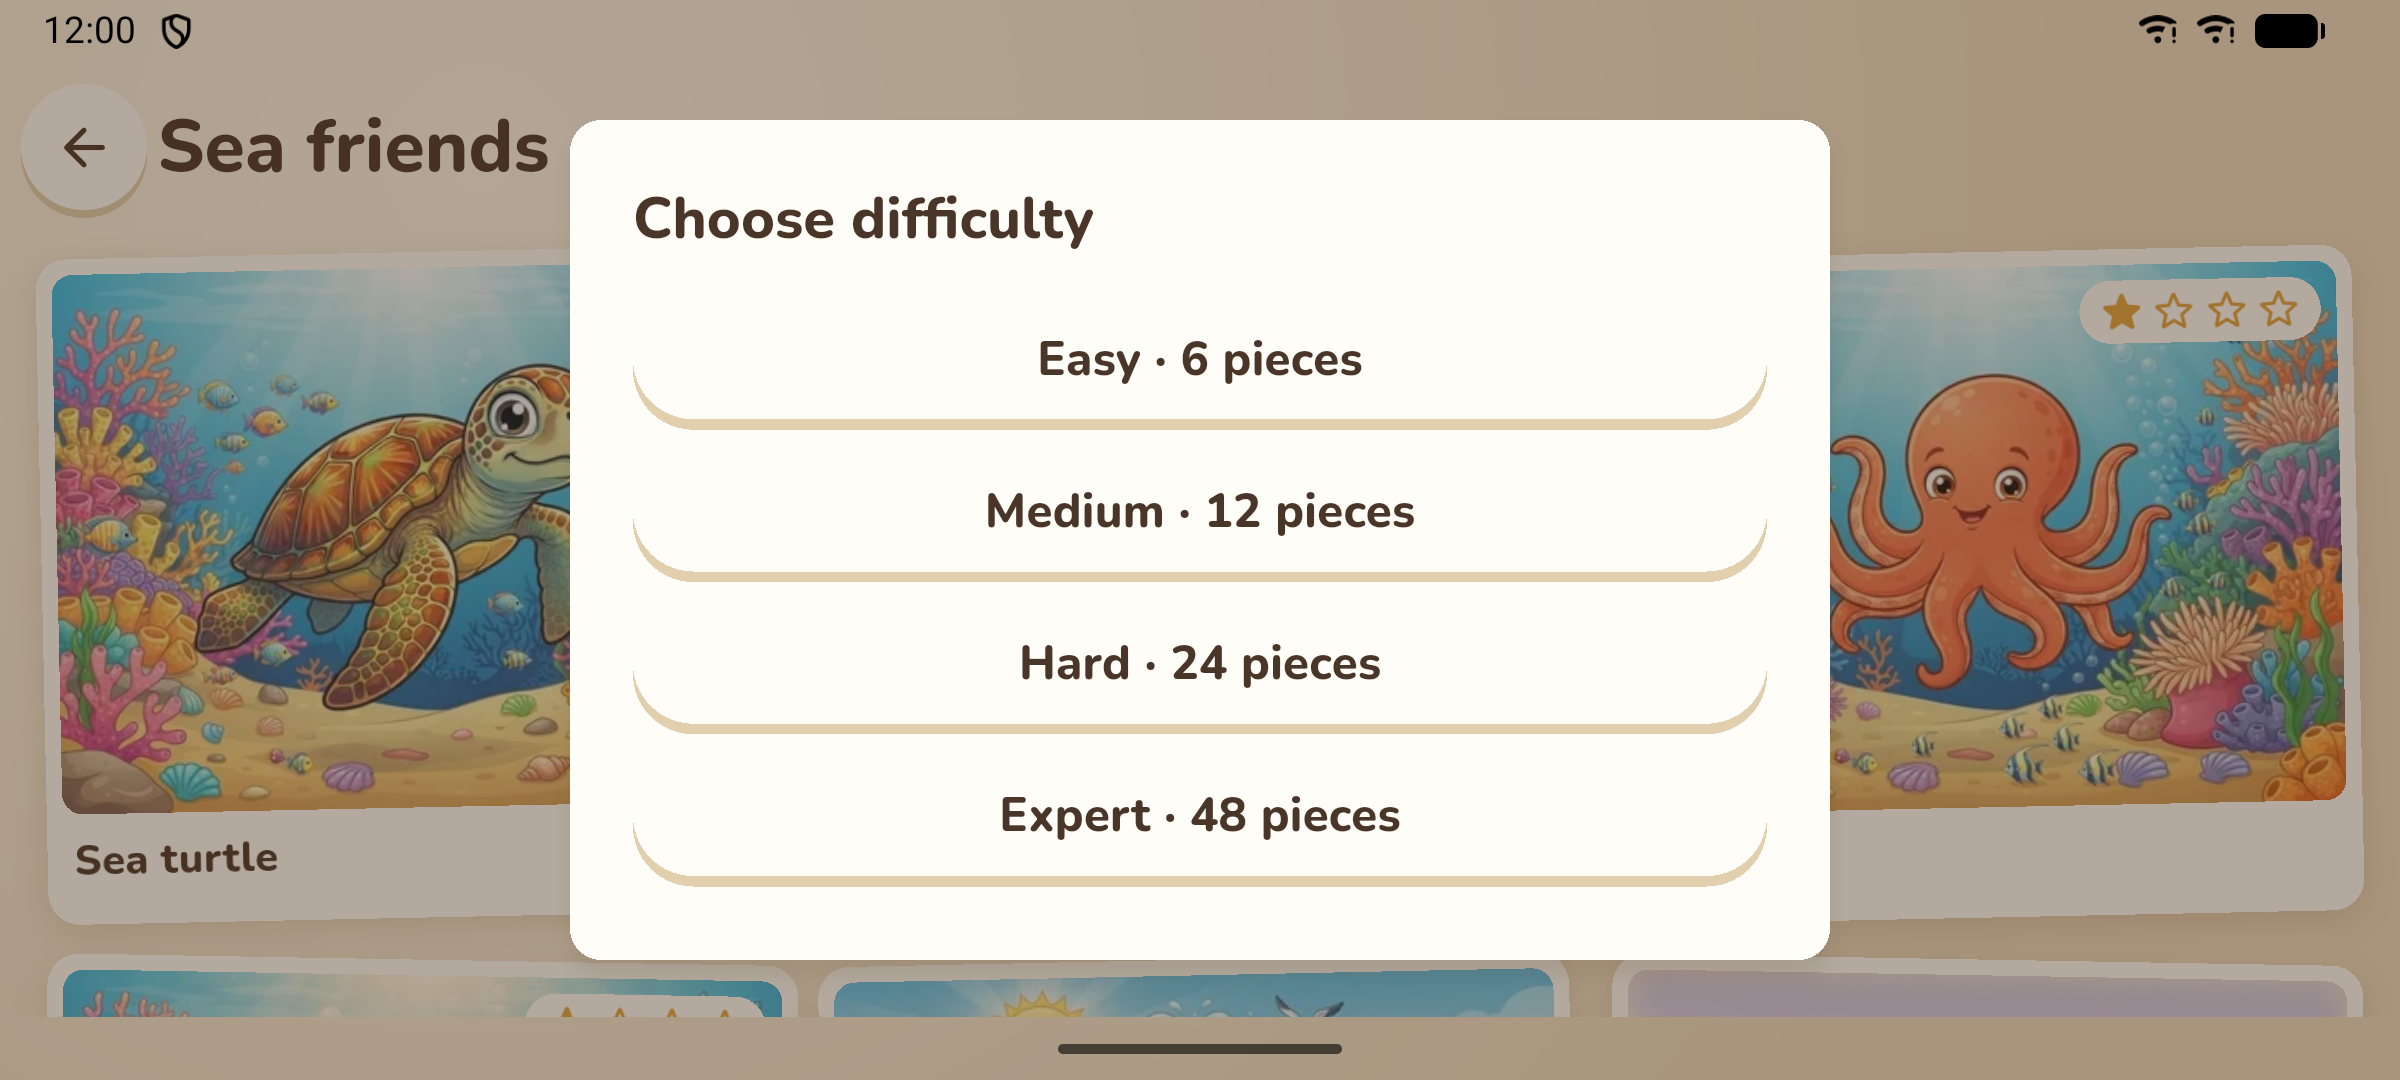 12:00
Sea friends
Choose difficulty
Easy · 6 pieces
Medium · 12 pieces
Hard · 24 pieces
Expert · 48 pieces
Sea turtle